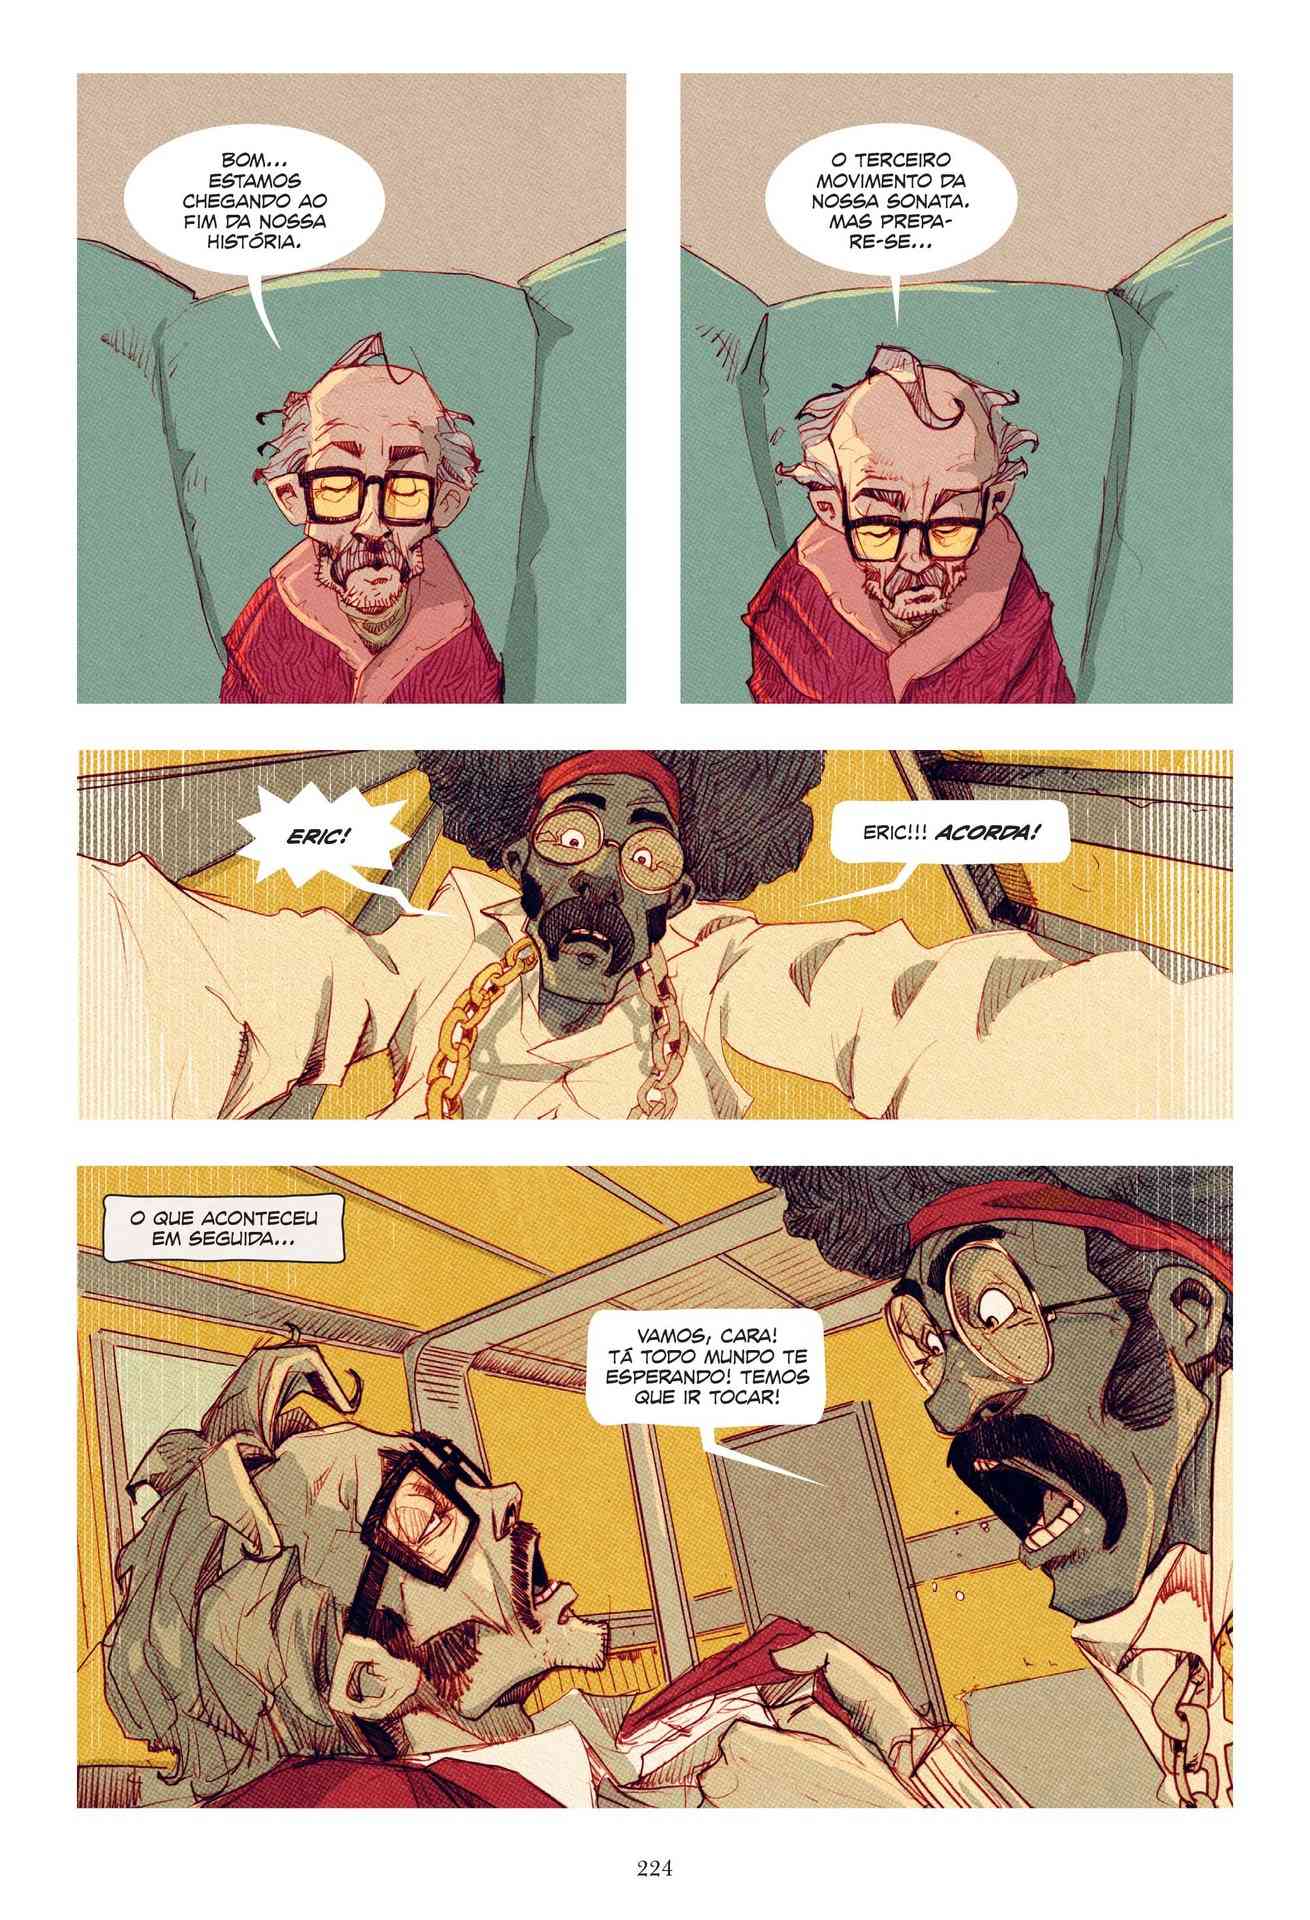 BOM...
ESTAMOS
CHEGANDO AO
FIM DA NOSSA
HISTÓRIA.
O TERCEIRO
MOVIMENTO DA
NOSSA SONATA.
MAS PREPA-
RE-SE...
ERIC!
ERIC!!! ACORDA!
O QUE ACONTECEU
EM SEGUIDA...
VAMOS, CARA!
TÁ TODO MUNDO TE
ESPERANDO! TEMOS
QUE IR TOCAR!
224